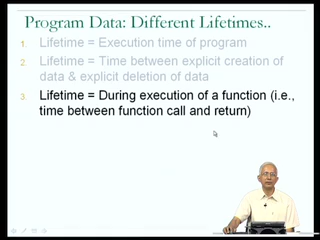 Program Data: Different Lifetimes..
1. Lifetime = Execution time of program
2. Lifetime = Time between explicit creation of
data & explicit deletion of data
3. Lifetime = During execution of a function (i.e.,
time between function call and return)